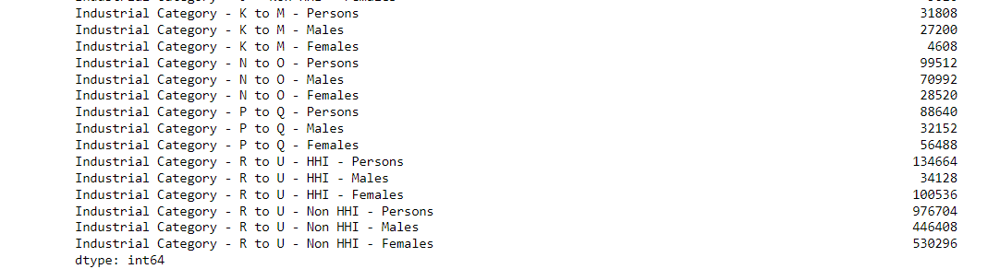 Industrial Category - K to M - Persons 31808
Industrial Category - K to M - Males 27200
Industrial Category - K to M - Females 4608
Industrial Category - N to O - Persons 99512
Industrial Category - N to O - Males 70992
Industrial Category - N to O - Females 28520
Industrial Category - P to Q - Persons 88640
Industrial Category - P to Q - Males 32152
Industrial Category - P to Q - Females 56488
Industrial Category - R to U - HHI - Persons 134664
Industrial Category - R to U - HHI - Males 34128
Industrial Category - R to U - HHI - Females 100536
Industrial Category - R to U - Non HHI - Persons 976704
Industrial Category - R to U - Non HHI - Males 446408
Industrial Category - R to U - Non HHI - Females 530296
dtype: int64